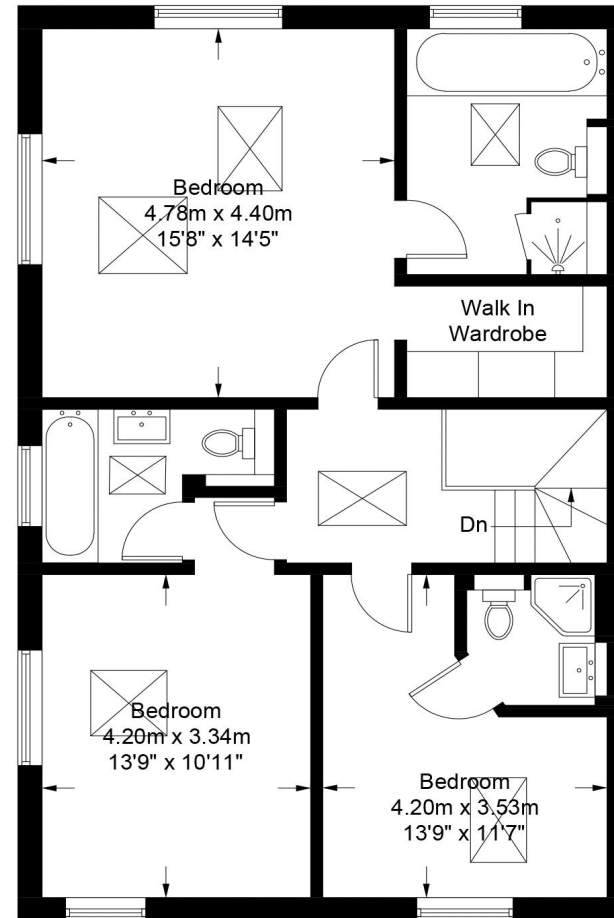 Bedroom
4.78m x 4.40m
15'8" x 14'5"
Walk In
Wardrobe
Dn
Bedroom
4.20m x 3.34m
13'9" x 10'11"
Bedroom
4.20m x 3.53m
13'9" x 11'7"